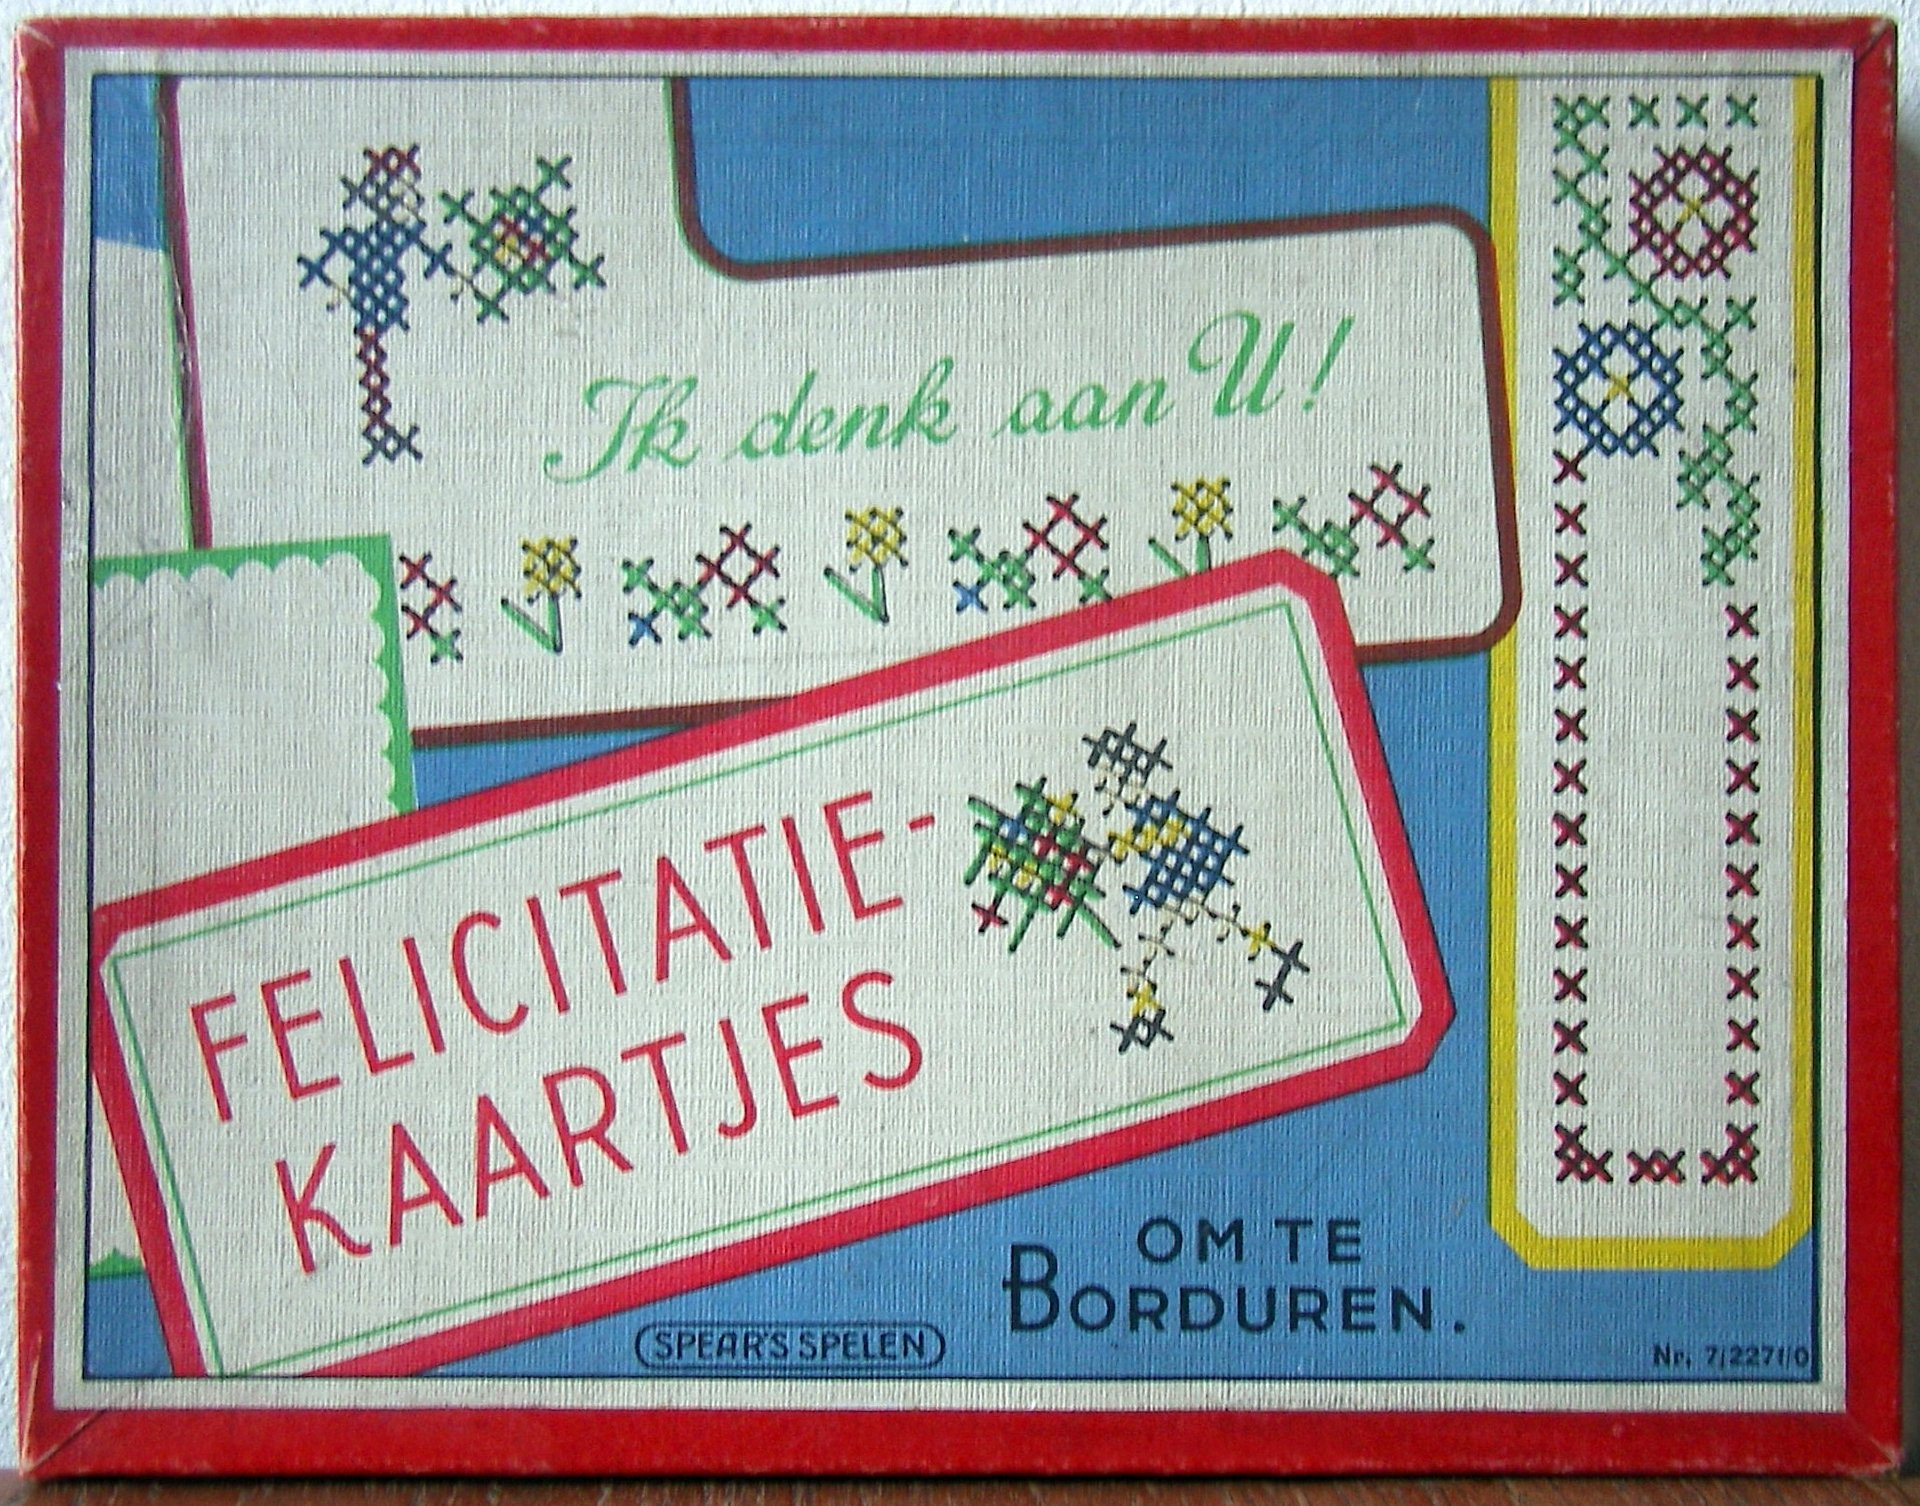 Ik denk aan U!
FELICITATIE-
KAARTJES
OM TE
BORDUREN.
SPEAR'S SPELEN
Nr. 7/2271/0